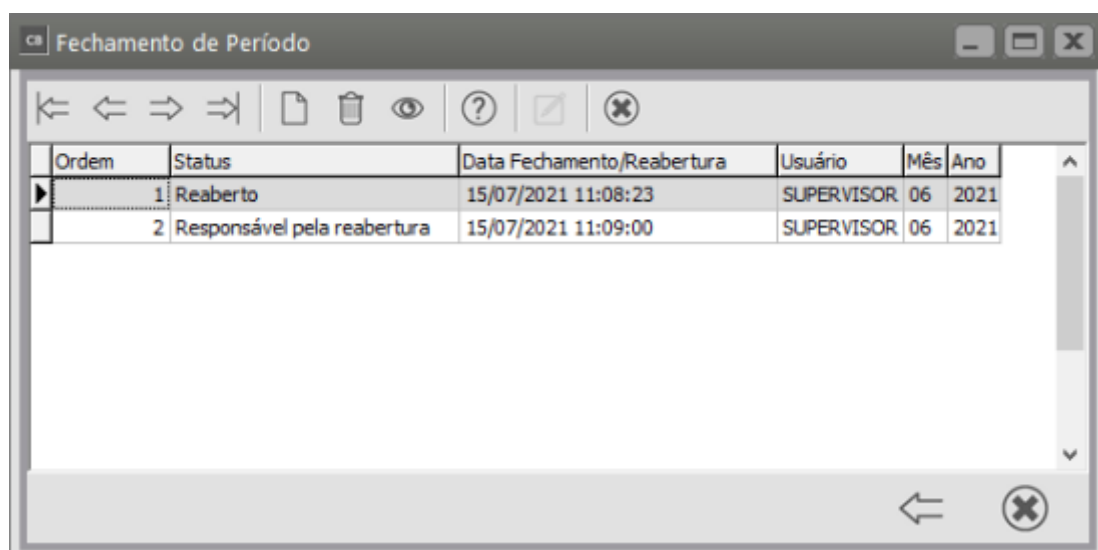 CB Fechamento de Período
?
Ordem Status Data Fechamento/Reabertura Usuário Mês Ano
1 Reaberto 15/07/2021 11:08:23 SUPERVISOR 06 2021
2 Responsável pela reabertura 15/07/2021 11:09:00 SUPERVISOR 06 2021